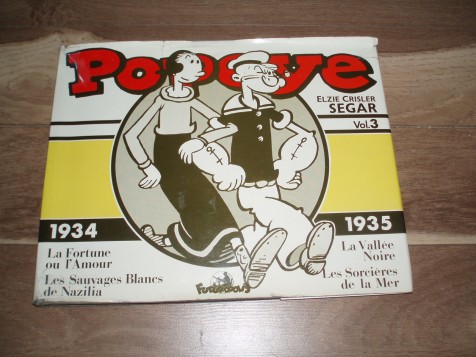 Popeye
ELZIE CRISLER
SEGAR
VOL.3
1934
La Fortune
ou l'Amour
Les Sauvages Blancs
de Nazilia
1935
La Vallée
Noire
Les Sorcières
de la Mer
FUTUROPOLIS